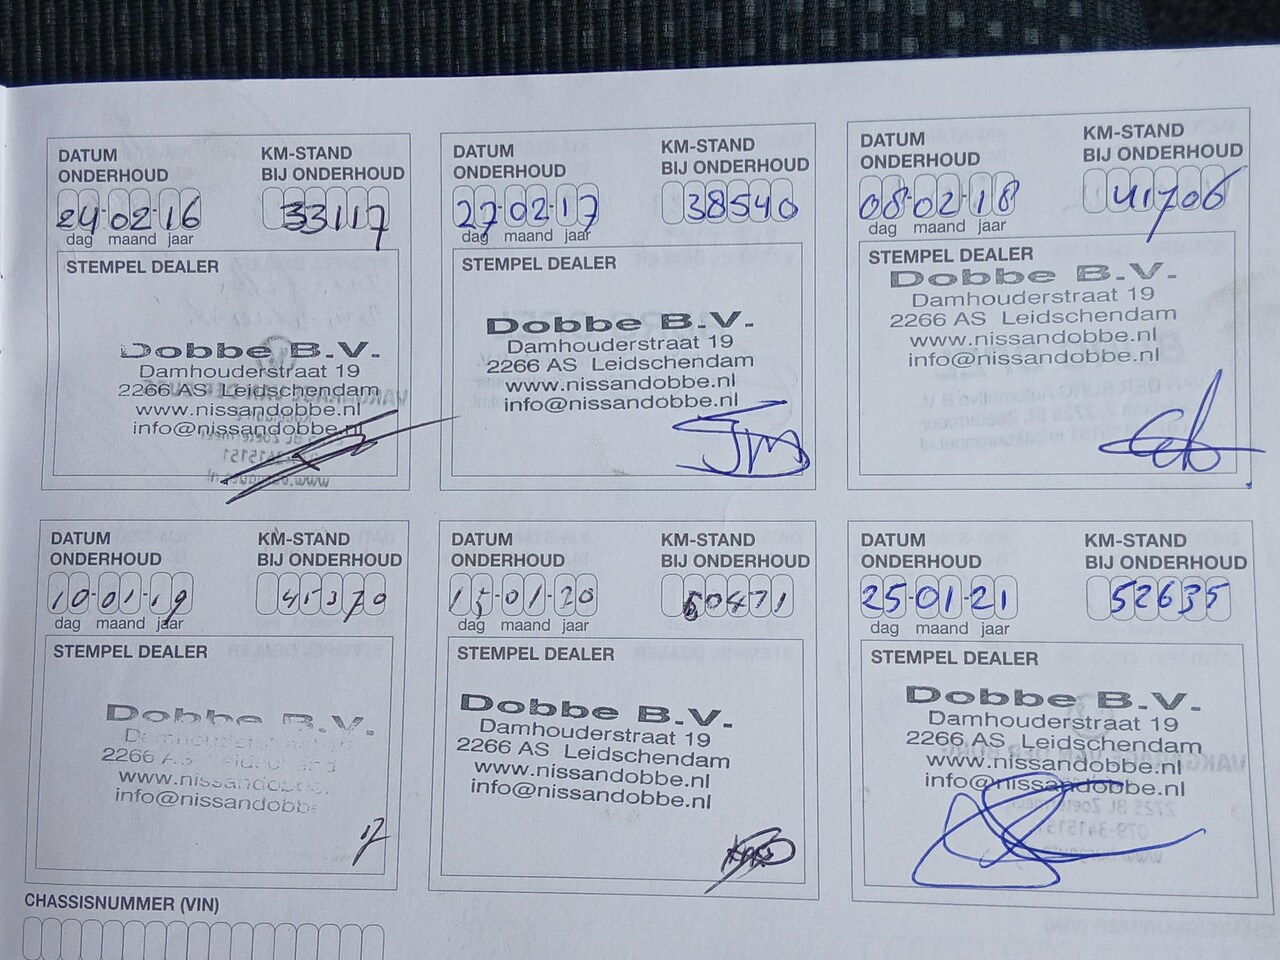 DATUM ONDERHOUD
KM-STAND BIJ ONDERHOUD
24-02-16
33117
dag maand jaar
STEMPEL DEALER
Dobbe B.V.
Damhouderstraat 19
2266 AS Leidschendam
www.nissandobbe.nl
info@nissandobbe.nl
DATUM ONDERHOUD
KM-STAND BIJ ONDERHOUD
27-02-17
38540
dag maand jaar
STEMPEL DEALER
Dobbe B.V.
Damhouderstraat 19
2266 AS Leidschendam
www.nissandobbe.nl
info@nissandobbe.nl
DATUM ONDERHOUD
KM-STAND BIJ ONDERHOUD
08-02-18
41706
dag maand jaar
STEMPEL DEALER
Dobbe B.V.
Damhouderstraat 19
2266 AS Leidschendam
www.nissandobbe.nl
info@nissandobbe.nl
DATUM ONDERHOUD
KM-STAND BIJ ONDERHOUD
10-01-19
45370
dag maand jaar
STEMPEL DEALER
Dobbe B.V.
Damhouderstraat
2266 AS Leidschendam
www.nissandobbe
info@nissandobbe
DATUM ONDERHOUD
KM-STAND BIJ ONDERHOUD
15-01-20
50471
dag maand jaar
STEMPEL DEALER
Dobbe B.V.
Damhouderstraat 19
2266 AS Leidschendam
www.nissandobbe.nl
info@nissandobbe.nl
DATUM ONDERHOUD
KM-STAND BIJ ONDERHOUD
25-01-21
52635
dag maand jaar
STEMPEL DEALER
Dobbe B.V.
Damhouderstraat 19
2266 AS Leidschendam
www.nissandobbe.nl
info@nissandobbe.nl
CHASSISNUMMER (VIN)